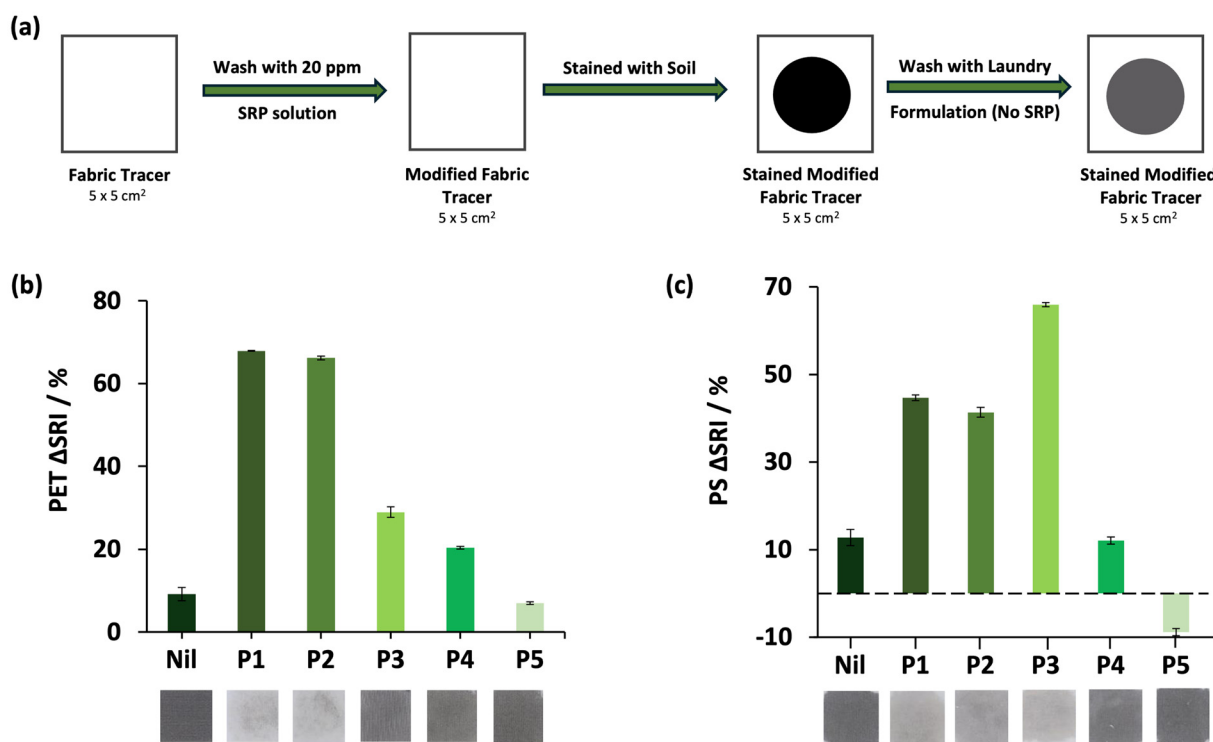 (a)
Wash with 20 ppm
SRP solution
Stained with Soil
Wash with Laundry
Formulation (No SRP)
Fabric Tracer
5 x 5 cm²
Modified Fabric
Tracer
5 x 5 cm²
Stained Modified
Fabric Tracer
5 x 5 cm²
Stained Modified
Fabric Tracer
5 x 5 cm²
(b)
PET ΔSRI / %
80
60
40
20
0
Nil P1 P2 P3 P4 P5
(c)
PS ΔSRI / %
70
50
30
10
-10
Nil P1 P2 P3 P4 P5